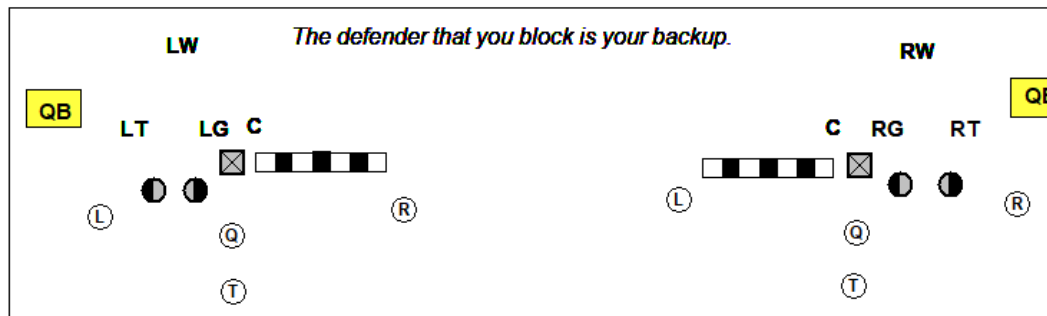 The defender that you block is your backup.
LW
RW
QB
QB
LT LG C
C RG RT
L
R
L
R
Q
Q
T
T